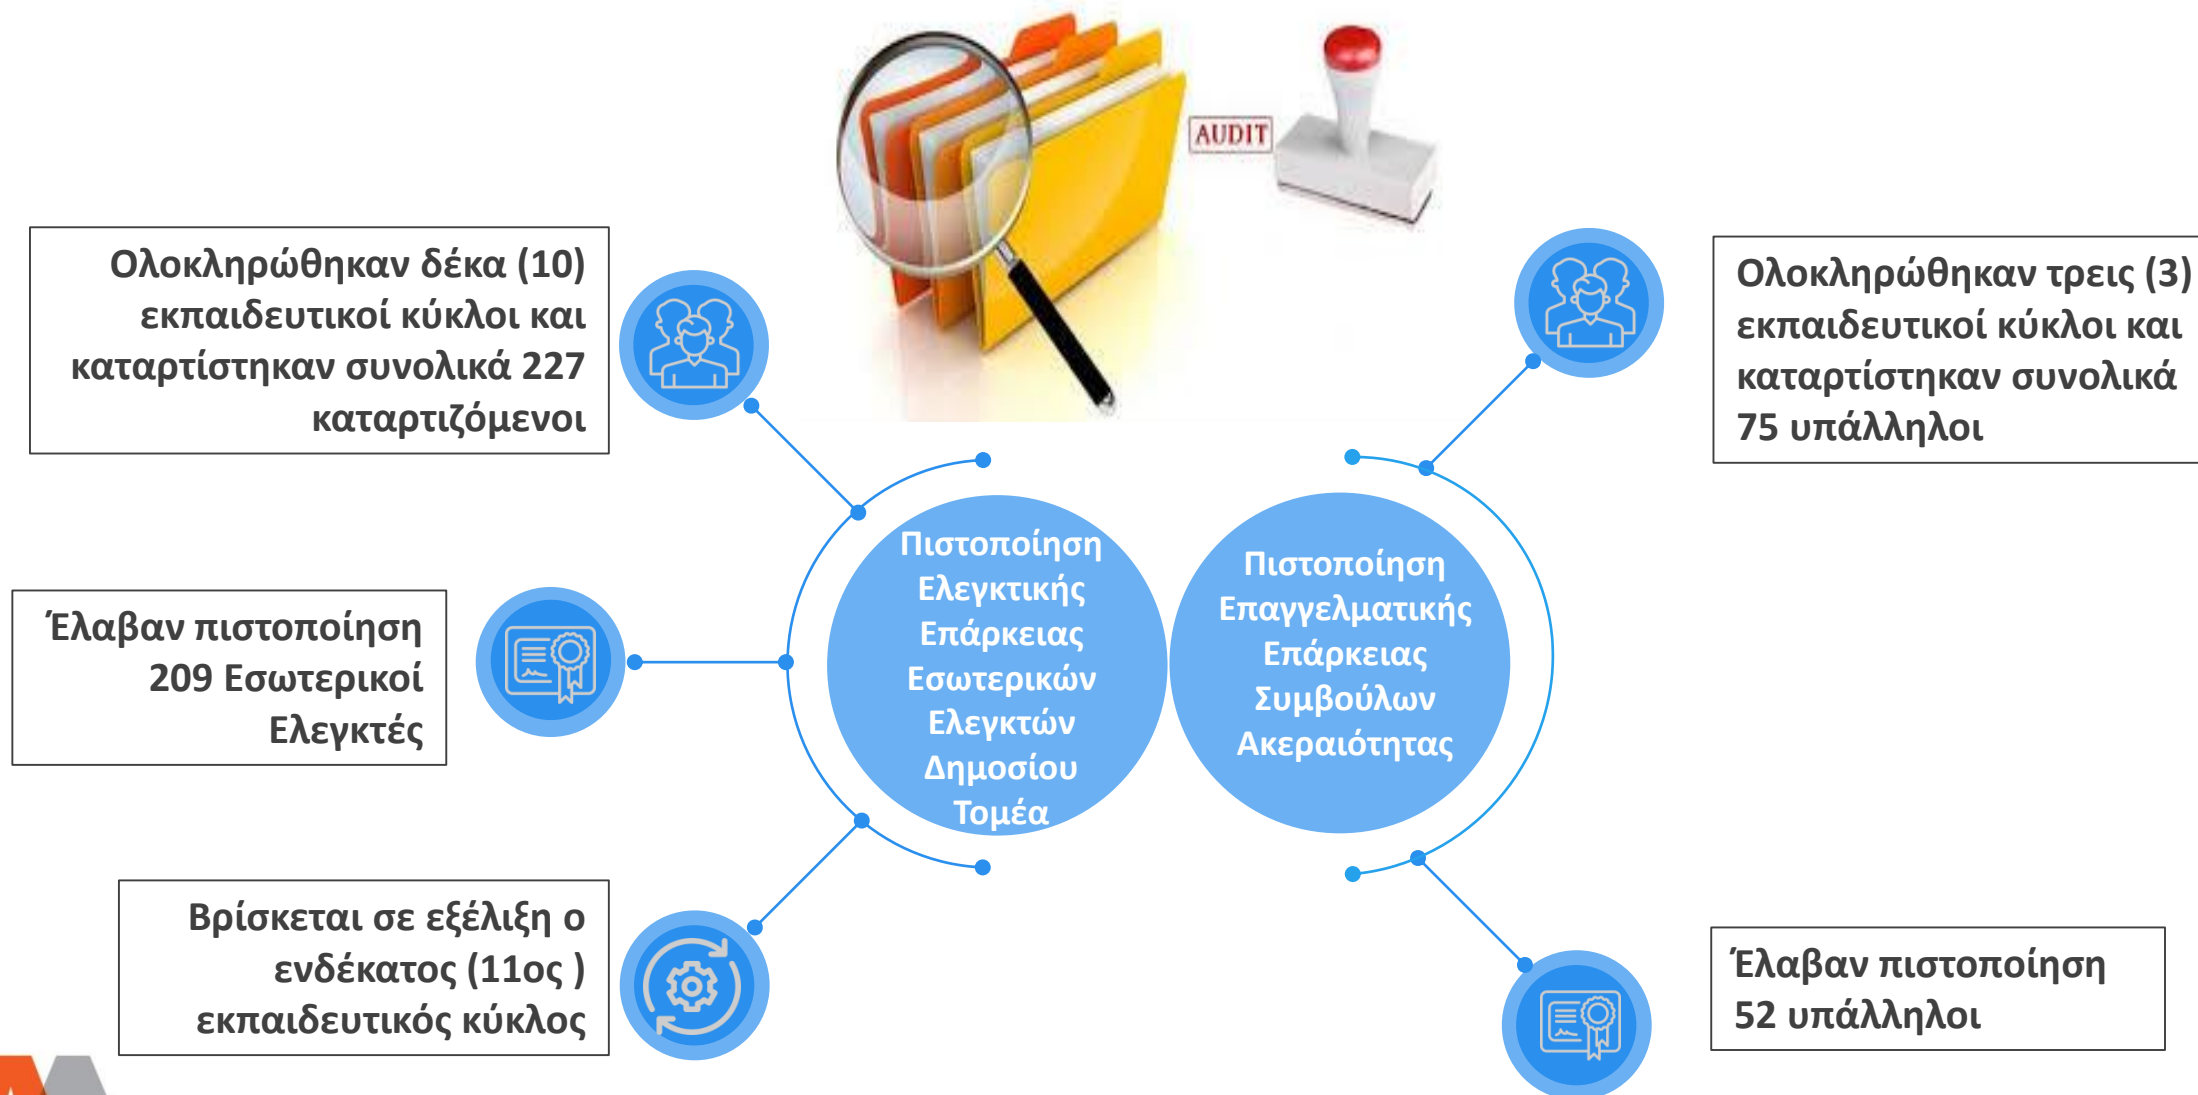 AUDIT
Ολοκληρώθηκαν δέκα (10)
εκπαιδευτικοί κύκλοι και
καταρτίστηκαν συνολικά 227
καταρτιζόμενοι
Έλαβαν πιστοποίηση
209 Εσωτερικοί
Ελεγκτές
Βρίσκεται σε εξέλιξη ο
ενδέκατος (11ος )
εκπαιδευτικός κύκλος
Πιστοποίηση
Ελεγκτικής
Επάρκειας
Εσωτερικών
Ελεγκτών
Δημοσίου
Τομέα
Πιστοποίηση
Επαγγελματικής
Επάρκειας
Συμβούλων
Ακεραιότητας
Ολοκληρώθηκαν τρεις (3)
εκπαιδευτικοί κύκλοι και
καταρτίστηκαν συνολικά
75 υπάλληλοι
Έλαβαν πιστοποίηση
52 υπάλληλοι